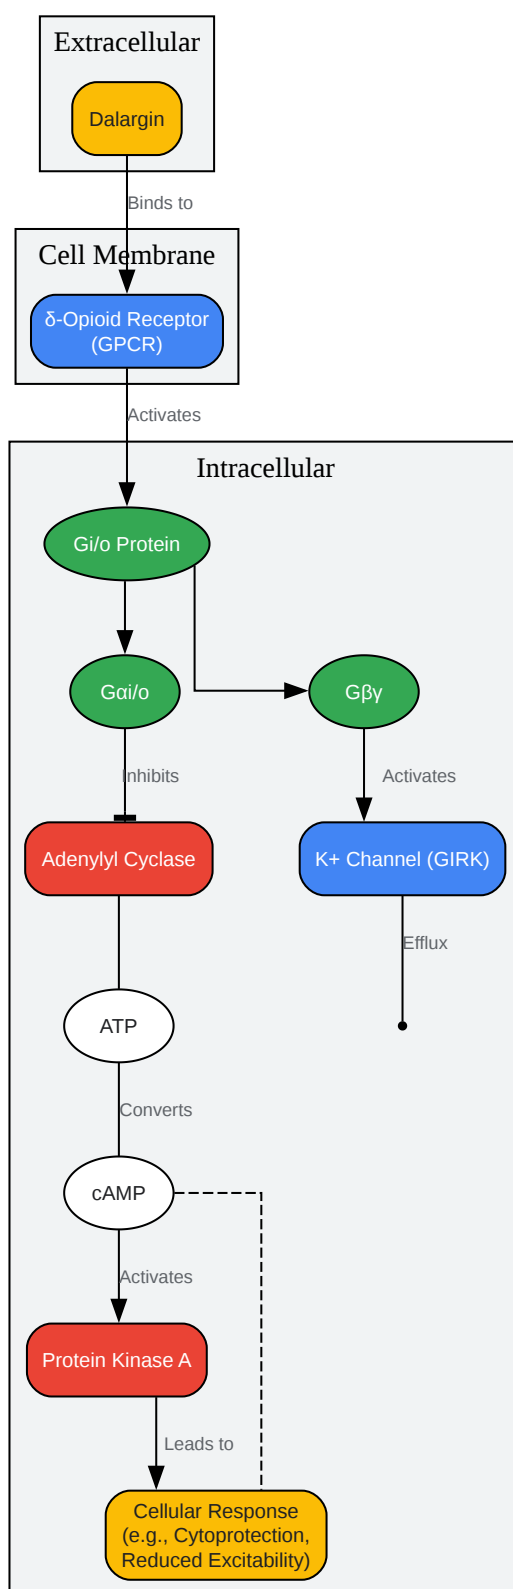 Extracellular
Dalargin
Binds to
Cell Membrane
δ-Opioid Receptor
(GPCR)
Activates
Intracellular
Gi/o Protein
Gαi/o
Gβγ
Inhibits
Activates
Adenylyl Cyclase
K+ Channel (GIRK)
Efflux
ATP
Converts
cAMP
Activates
Protein Kinase A
Leads to
Cellular Response
(e.g., Cytoprotection,
Reduced Excitability)